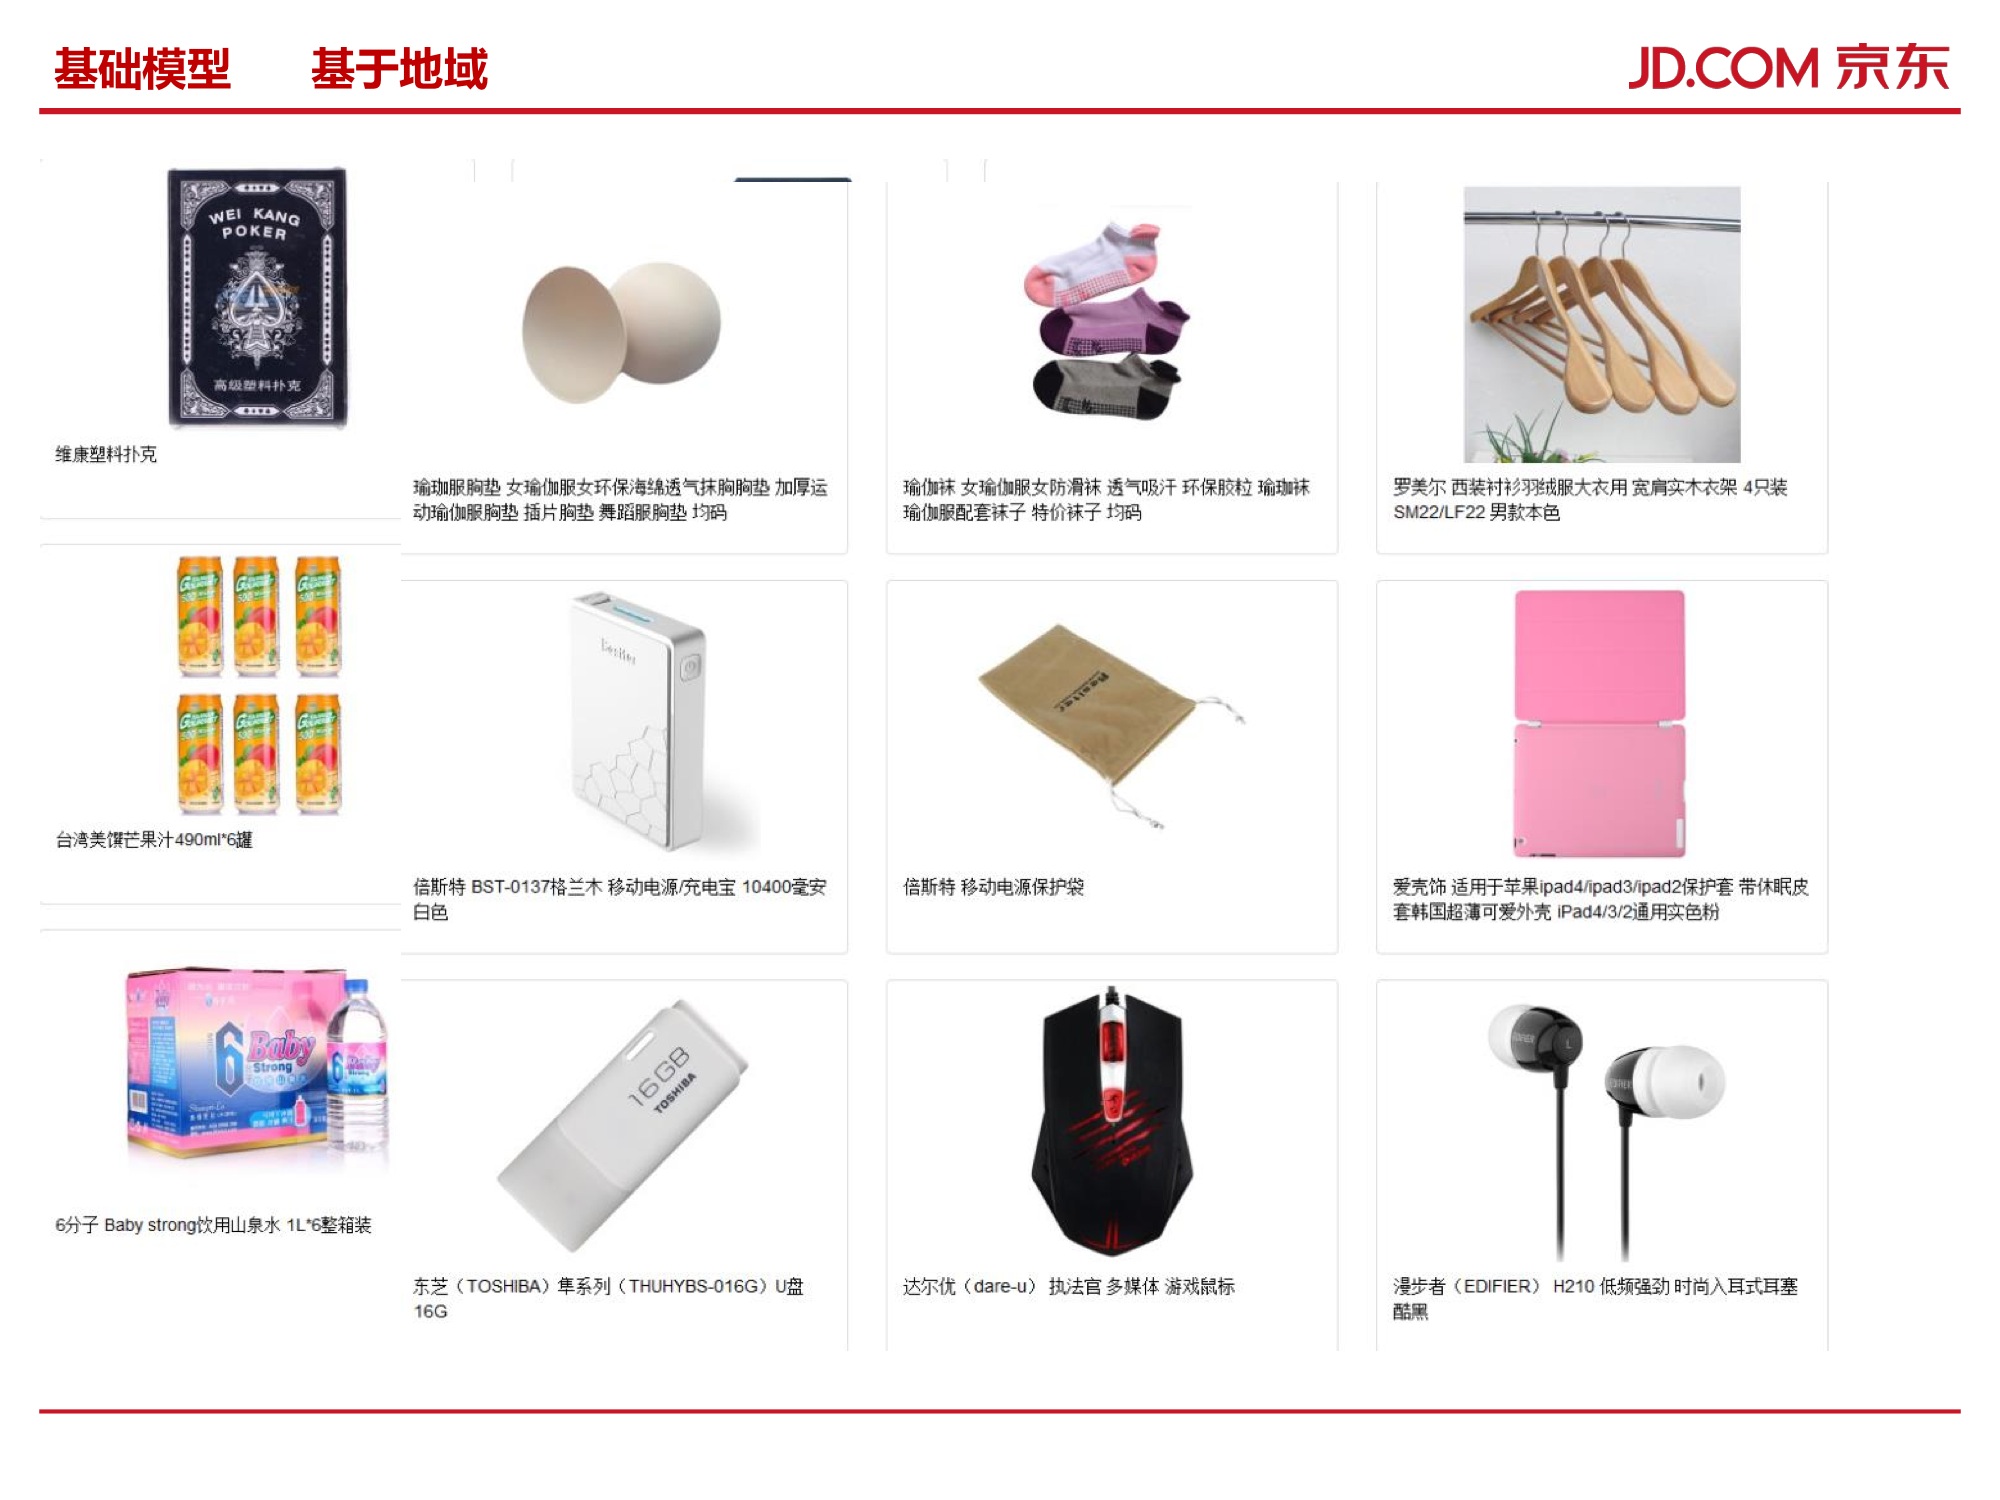 基础模型 基于地域
JD.COM 京东
WEI KANG
POKER
高级塑料扑克
维康塑料扑克
瑜珈服胸垫 女瑜伽服女环保海绵透气抹胸胸垫 加厚运
动瑜伽服胸垫 插片胸垫 舞蹈服胸垫 均码
瑜伽袜 女瑜伽服女防滑袜 透气吸汗 环保胶粒 瑜珈袜
瑜伽服配套袜子 特价袜子 均码
罗美尔 西装衬衫羽绒服大衣用 宽肩实木衣架 4只装
SM22/LF22 男款本色
台湾美馔芒果汁490ml*6罐
Besiter
倍斯特 BST-0137格兰木 移动电源/充电宝 10400毫安
白色
倍斯特 移动电源保护袋
爱壳饰 适用于苹果ipad4/ipad3/ipad2保护套 带休眠皮
套韩国超薄可爱外壳 iPad4/3/2通用实色粉
6
Baby
Strong
6分子 Baby strong饮用山泉水 1L*6整箱装
16GB
TOSHIBA
东芝（TOSHIBA）隼系列（THUHYBS-016G）U盘
16G
达尔优（dare-u） 执法官 多媒体 游戏鼠标
EDIFIER
L
EDIFIER
漫步者（EDIFIER） H210 低频强劲 时尚入耳式耳塞
酷黑